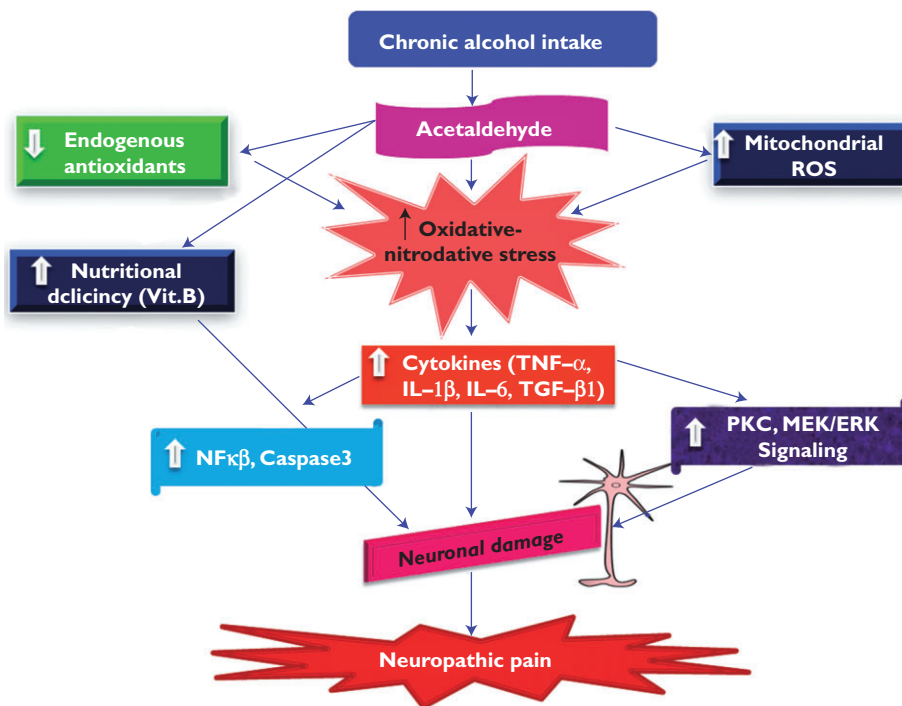 Chronic alcohol intake
Acetaldehyde
Endogenous
antioxidants
Mitochondrial
ROS
Oxidative-
nitrodative stress
Nutritional
dclicincy (Vit.B)
Cytokines (TNF–α,
IL–1β, IL–6, TGF–β1)
NFκβ, Caspase3
PKC, MEK/ERK
Signaling
Neuronal damage
Neuropathic pain